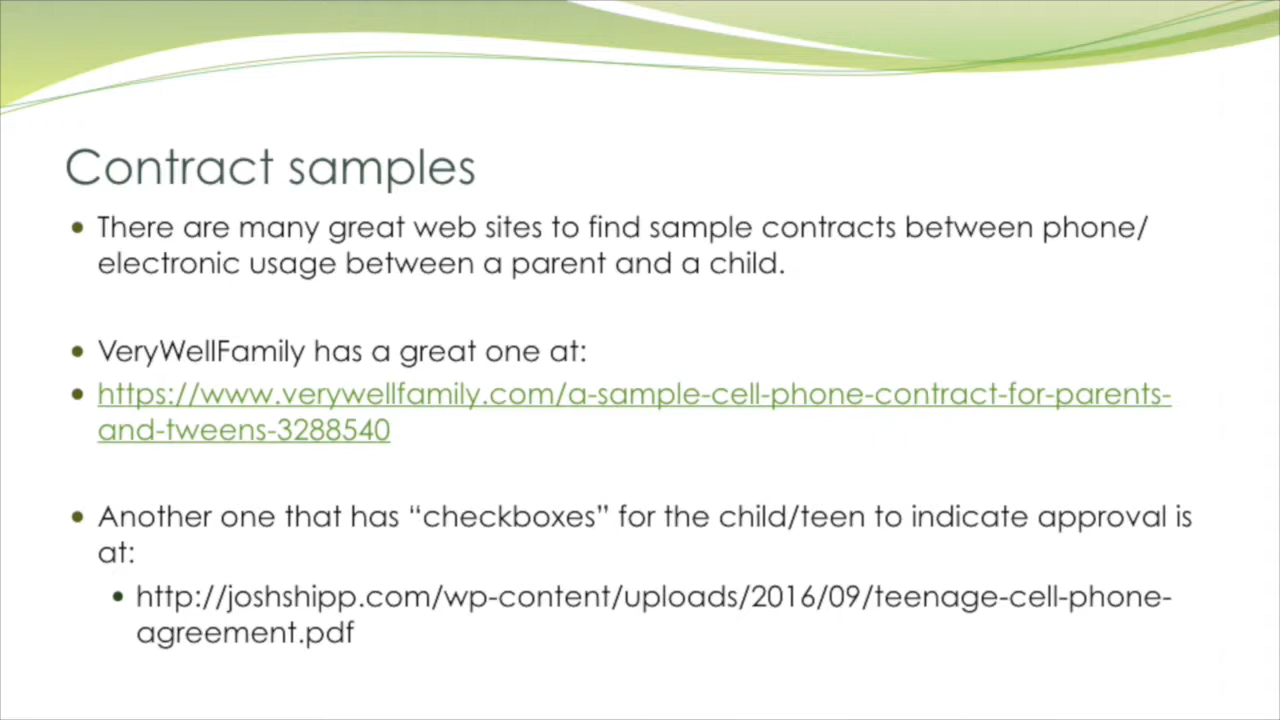 Contract samples
• There are many great web sites to find sample contracts between phone/
electronic usage between a parent and a child.
• VeryWellFamily has a great one at:
• https://www.verywellfamily.com/a-sample-cell-phone-contract-for-parents-
and-tweens-3288540
• Another one that has “checkboxes” for the child/teen to indicate approval is
at:
• http://joshshipp.com/wp-content/uploads/2016/09/teenage-cell-phone-
agreement.pdf